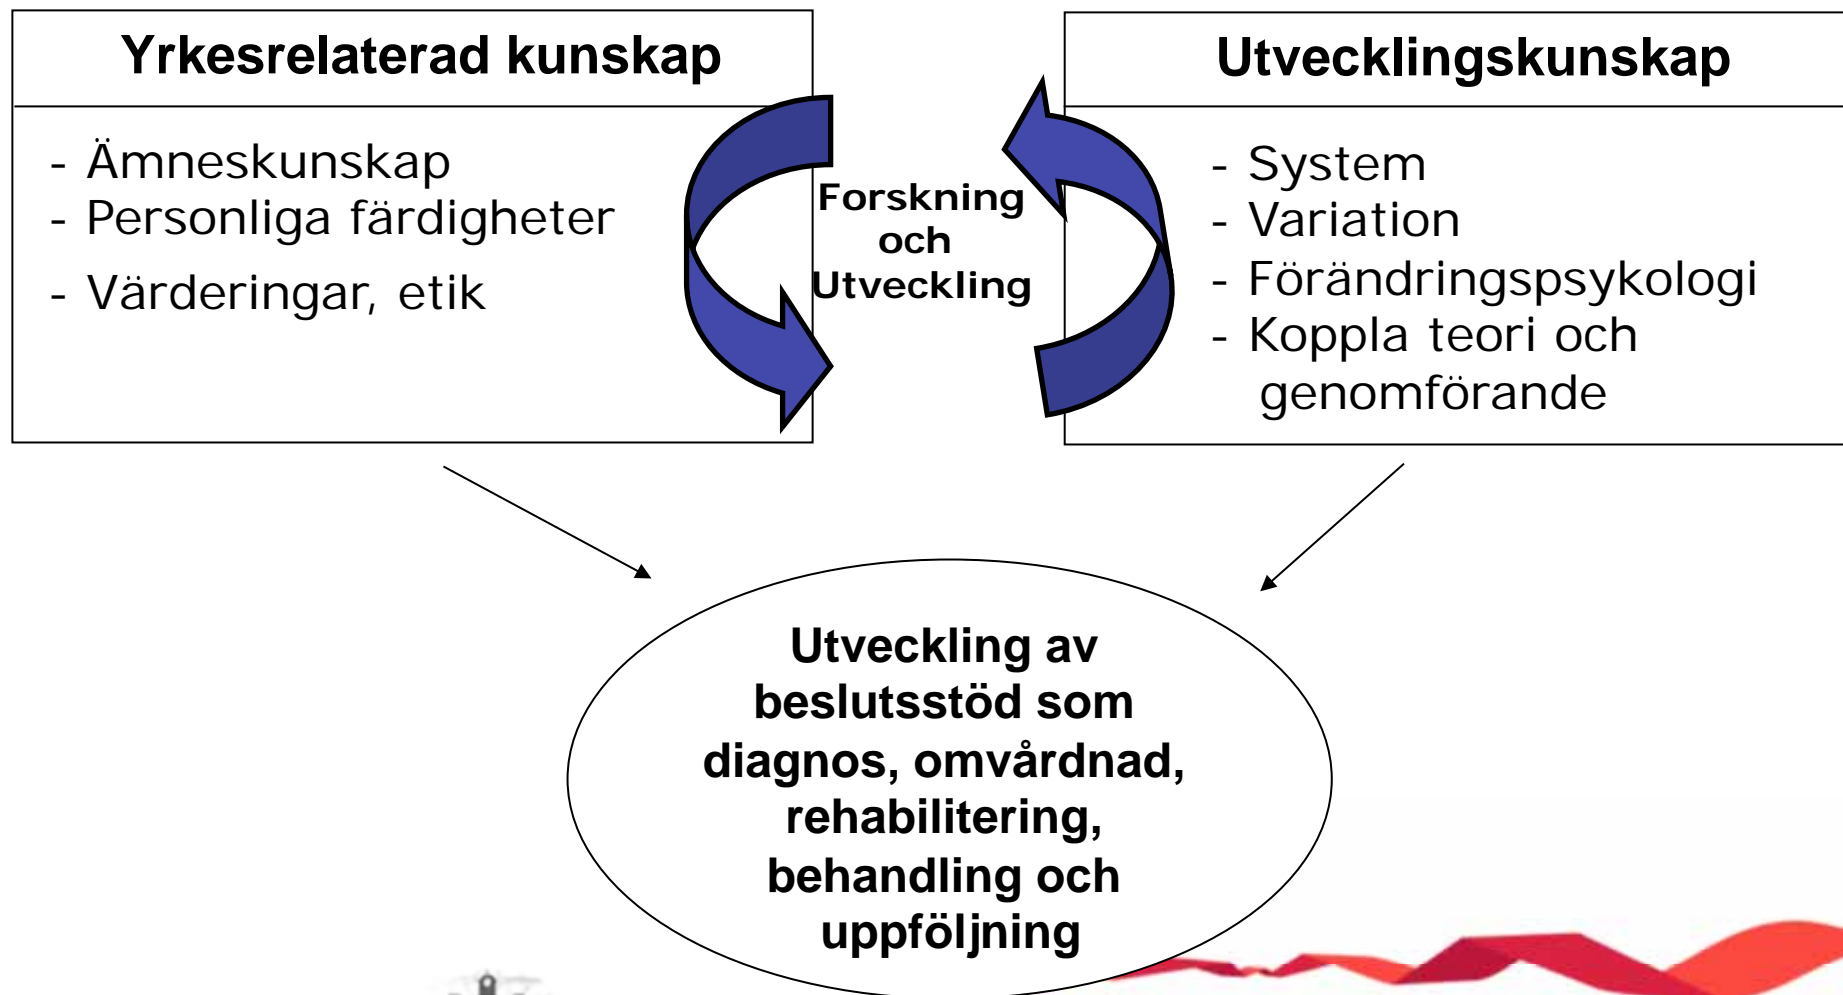 Yrkesrelaterad kunskap
- Ämneskunskap
- Personliga färdigheter
- Värderingar, etik
Forskning
och
Utveckling
Utvecklingskunskap
- System
- Variation
- Förändringspsykologi
- Koppla teori och
genomförande
Utveckling av
beslutsstöd som
diagnos, omvårdnad,
rehabilitering,
behandling och
uppföljning